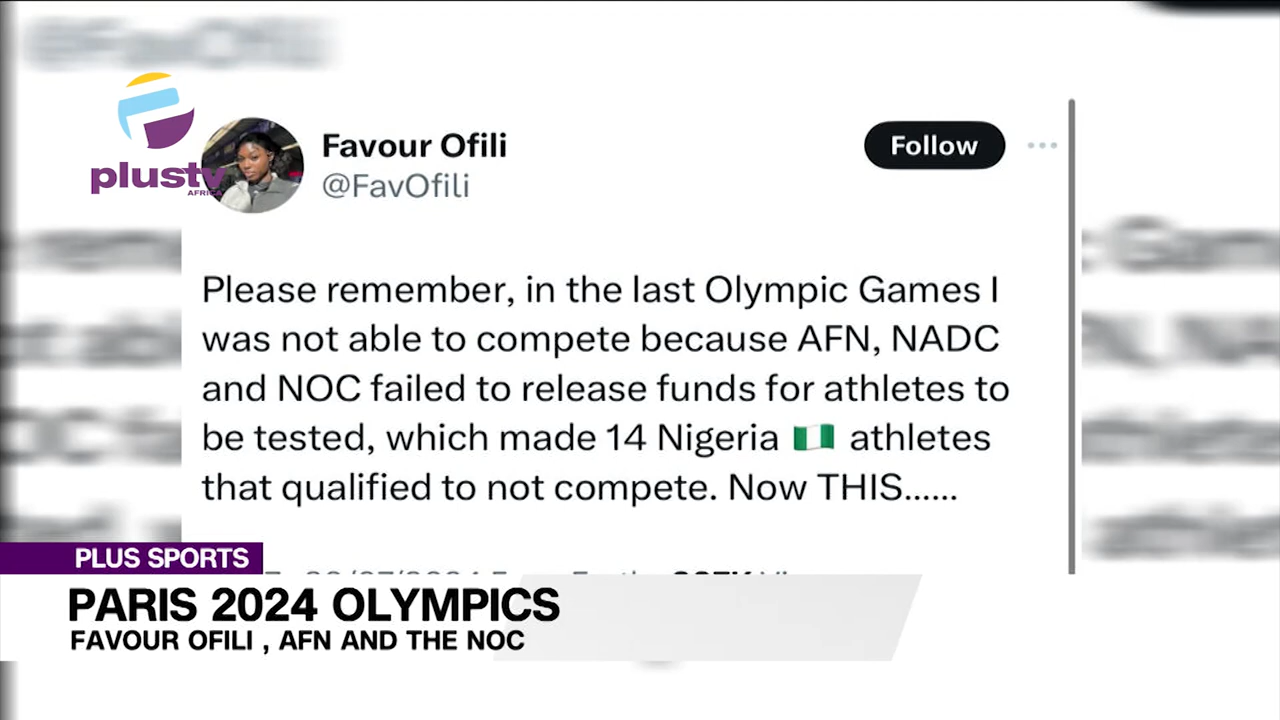 @FavOfili
plustv
AFRICA
Favour Ofili
@FavOfili
Follow
Please remember, in the last Olympic Games I
was not able to compete because AFN, NADC
and NOC failed to release funds for athletes to
be tested, which made 14 Nigeria 🇳🇬 athletes
that qualified to not compete. Now THIS......
PLUS SPORTS
PARIS 2024 OLYMPICS
FAVOUR OFILI , AFN AND THE NOC